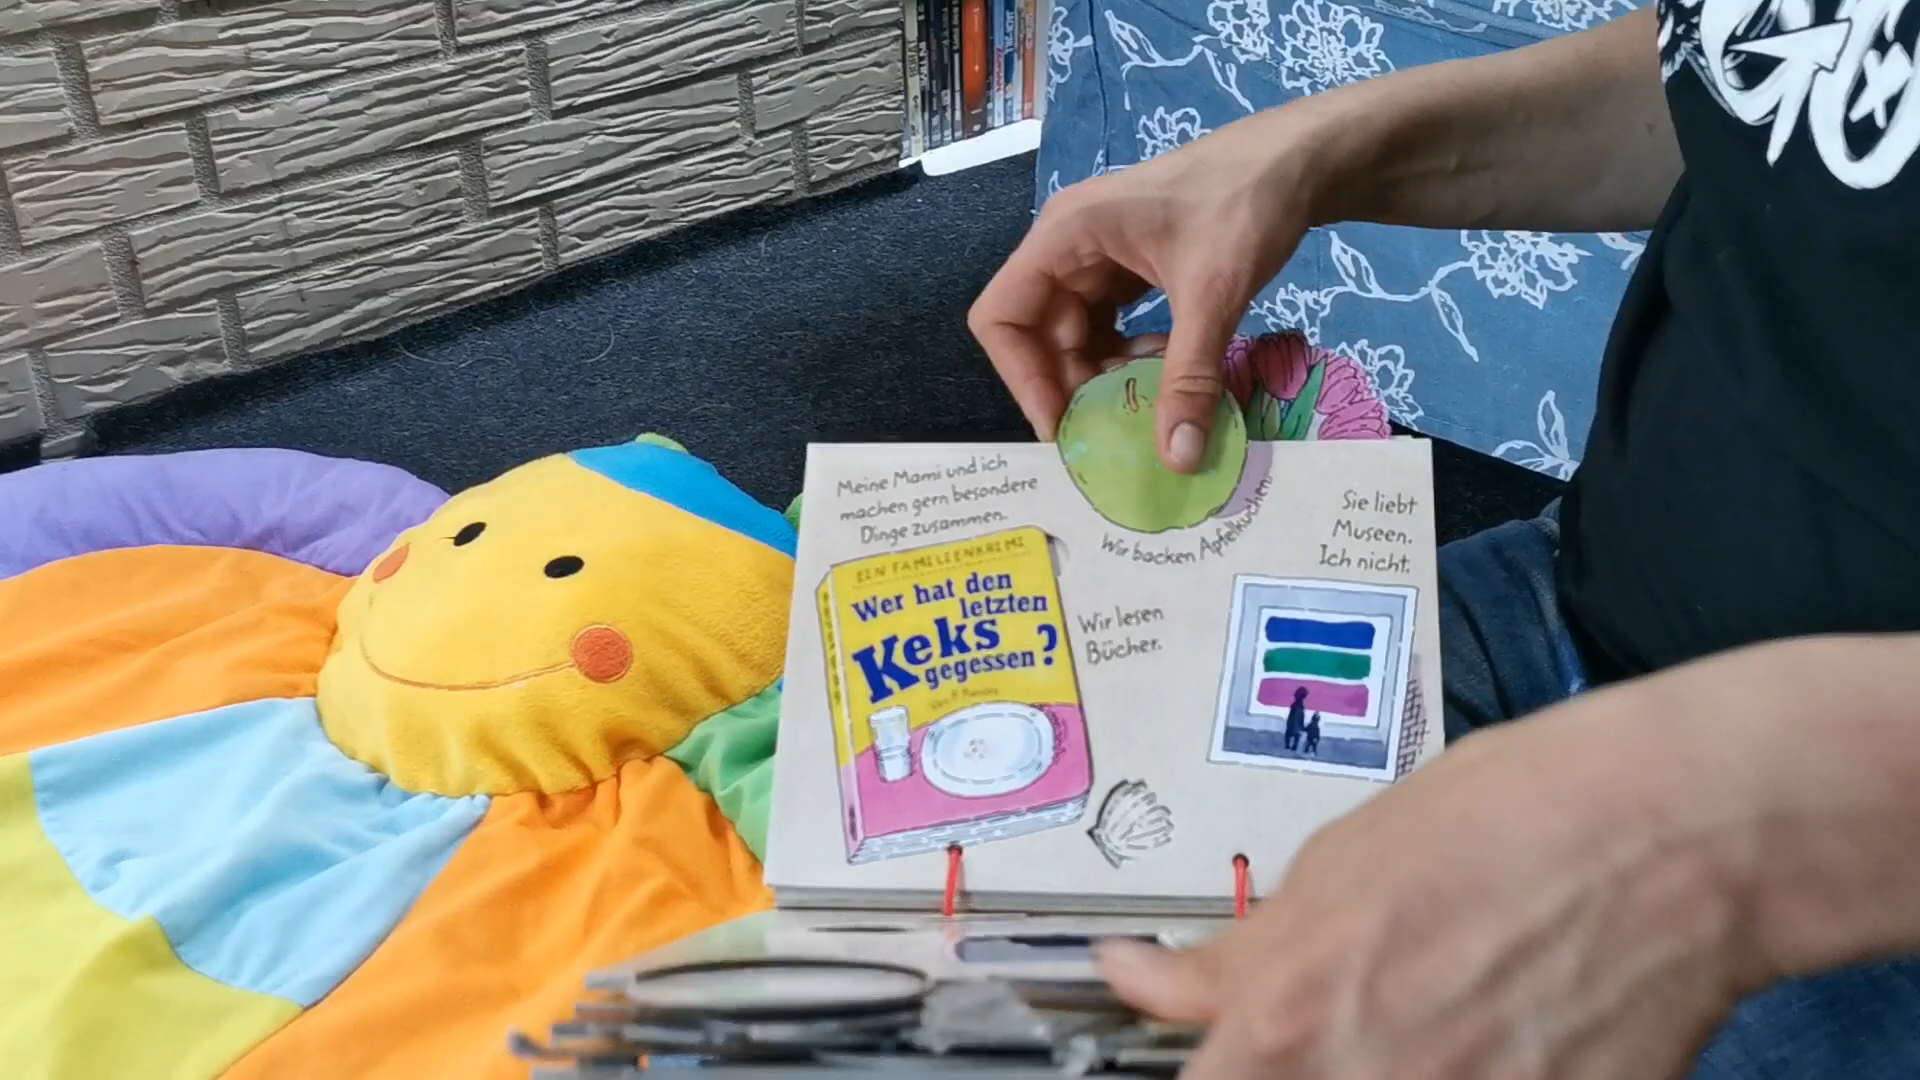 Meine Mami und ich
machen gern besondere
Dinge zusammen.
Wir backen Apfelkuchen.
Sie liebt
Museen.
Ich nicht.
EIN FAMILIENKRIMI
Wer hat den
letzten
Keks
gegessen?
Wir lesen
Bücher.
GO